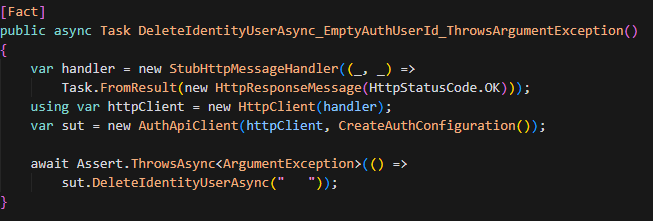 [Fact]
public async Task DeleteIdentityUserAsync_EmptyAuthUserId_ThrowsArgumentException()
{
    var handler = new StubHttpMessageHandler((_, _) =>
        Task.FromResult(new HttpResponseMessage(HttpStatusCode.OK)));
    using var httpClient = new HttpClient(handler);
    var sut = new AuthApiClient(httpClient, CreateAuthConfiguration());

    await Assert.ThrowsAsync<ArgumentException>(() =>
        sut.DeleteIdentityUserAsync("   "));
}